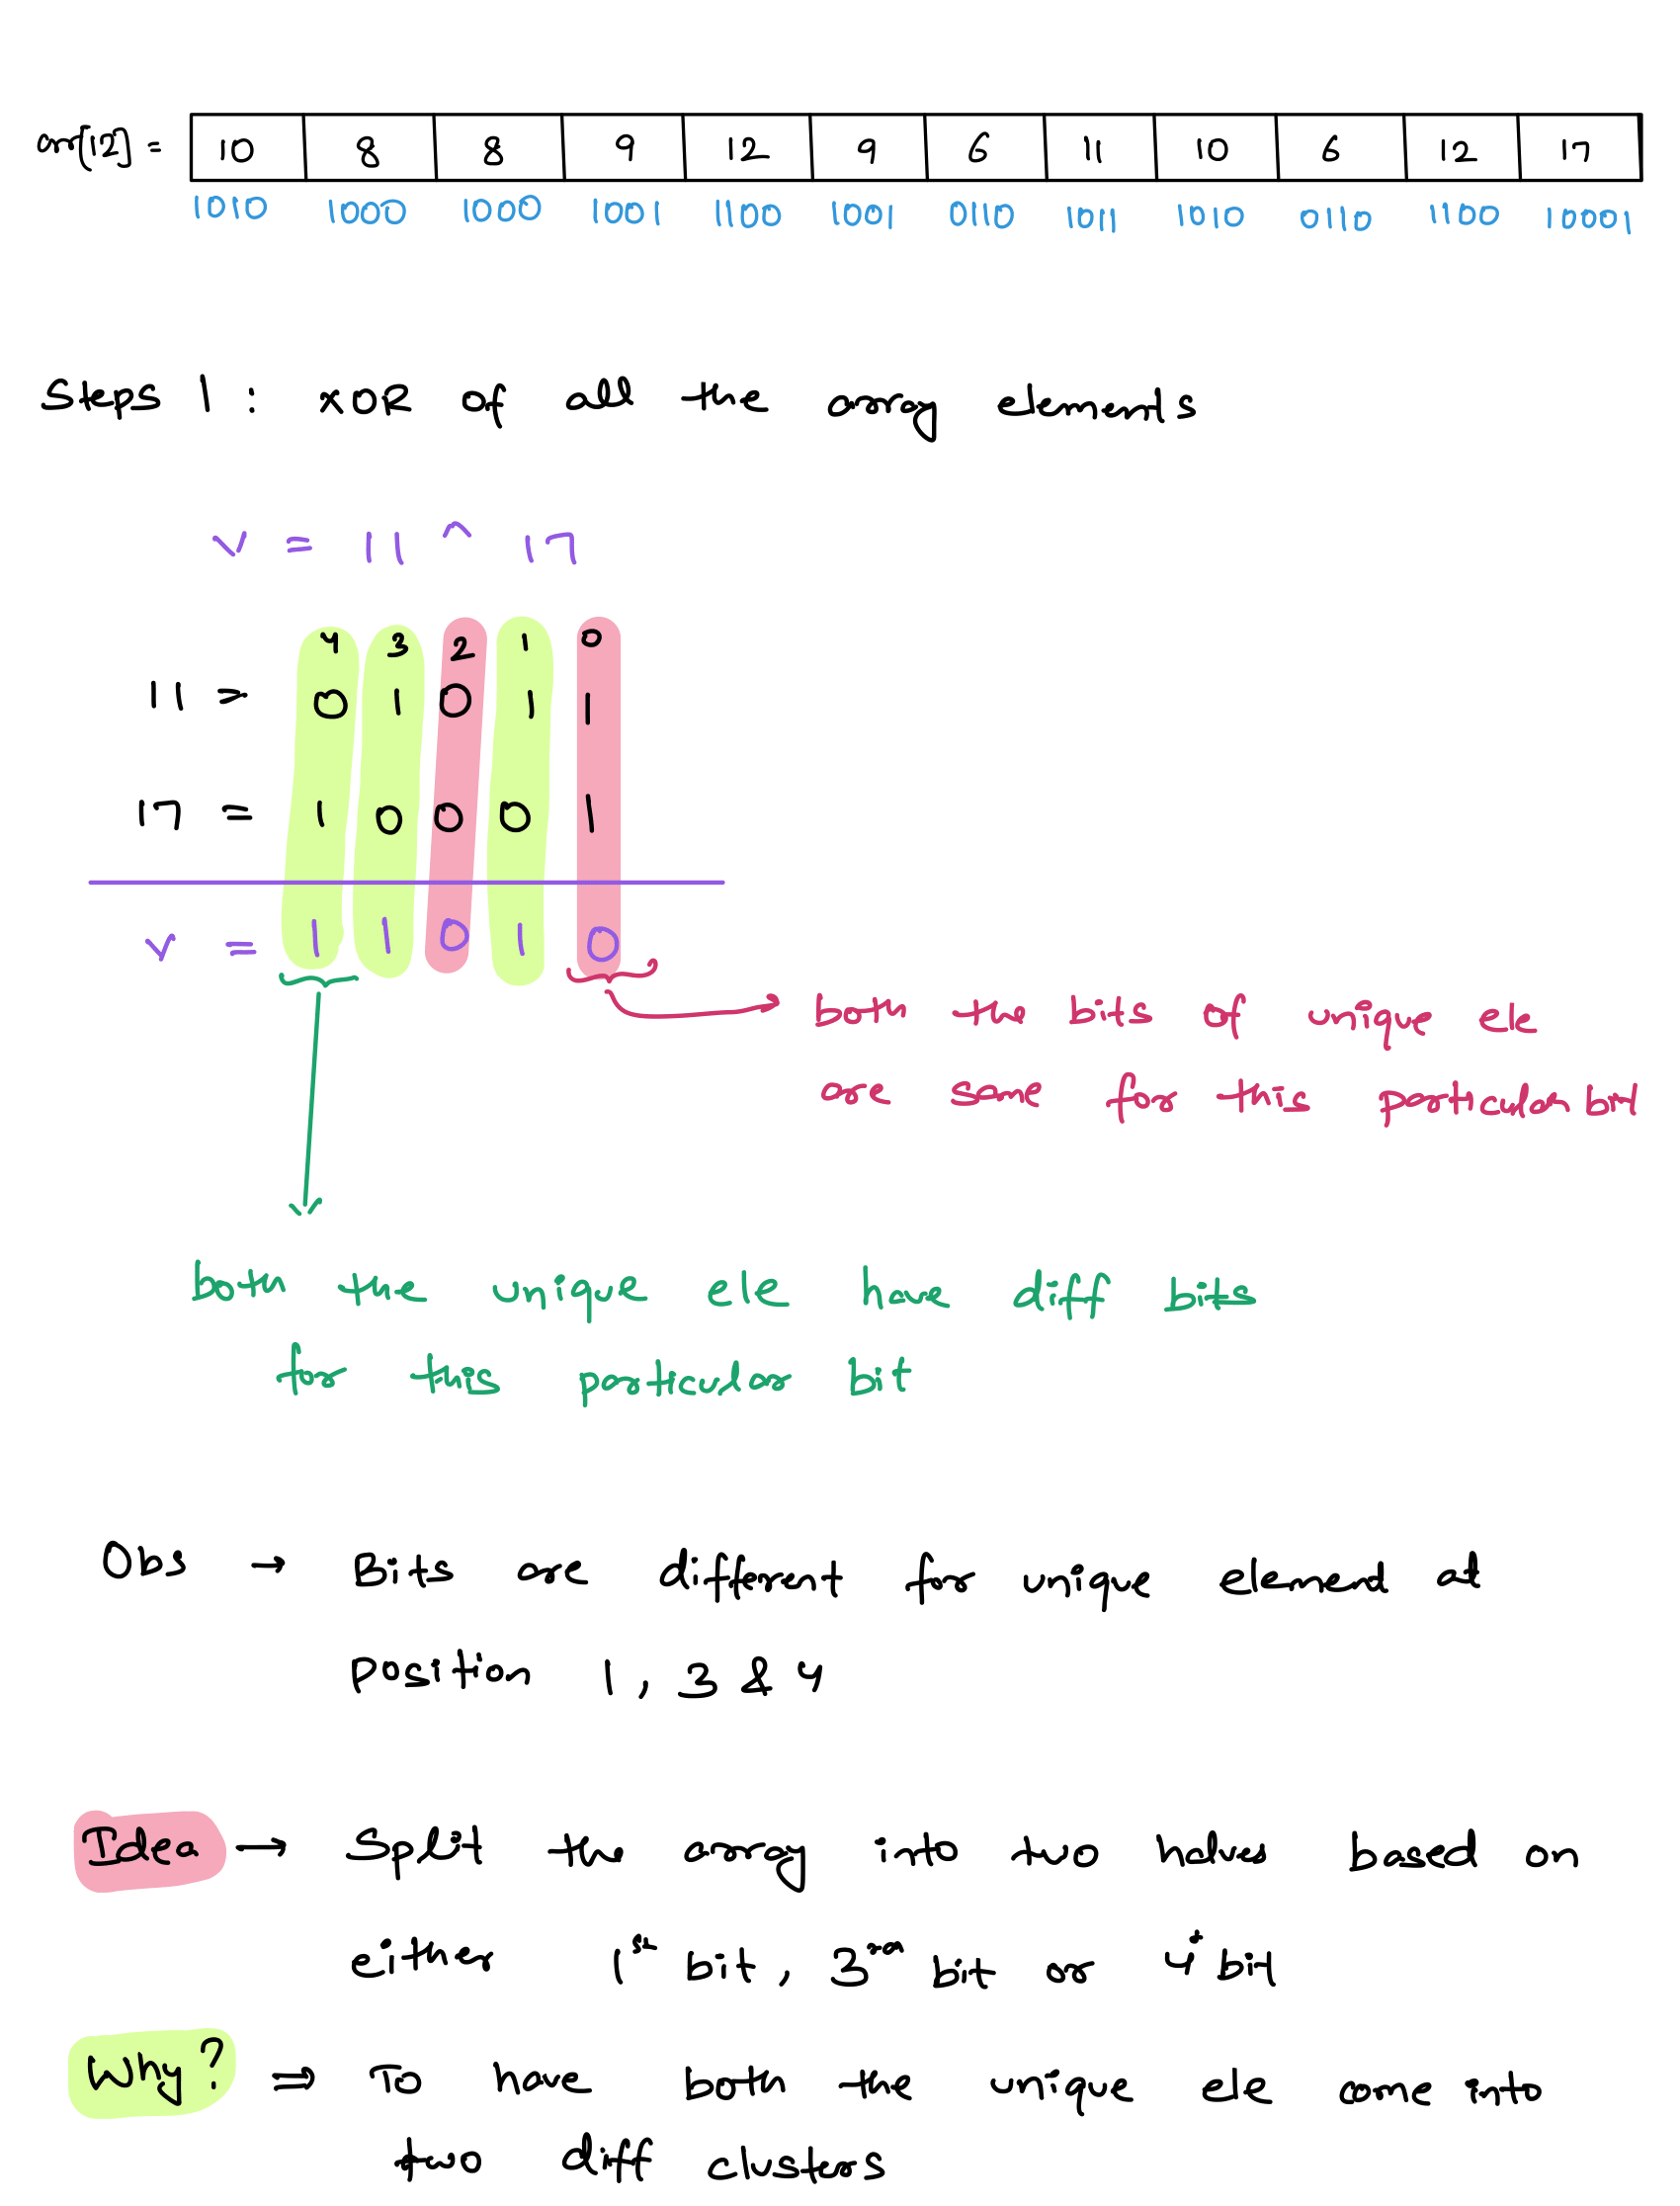 arr[12] = 10 8 8 9 12 9 6 11 10 6 12 17
1010 1000 1000 1001 1100 1001 0110 1011 1010 0110 1100 10001
Steps 1 : XOR of all the array elements
v = 11 ^ 17
4 3 2 1 0
11 = 0 1 0 1 1
17 = 1 0 0 0 1
v = 1 1 0 1 0
both the bits of unique ele
are same for this particular bit
both the unique ele have diff bits
for this particular bit
Obs → Bits are different for unique element at
position 1, 3 & 4
Idea → Split the array into two halves based on
either 1st bit, 3rd bit or 4t bit
Why? ⇒ To have both the unique ele come into
two diff clusters